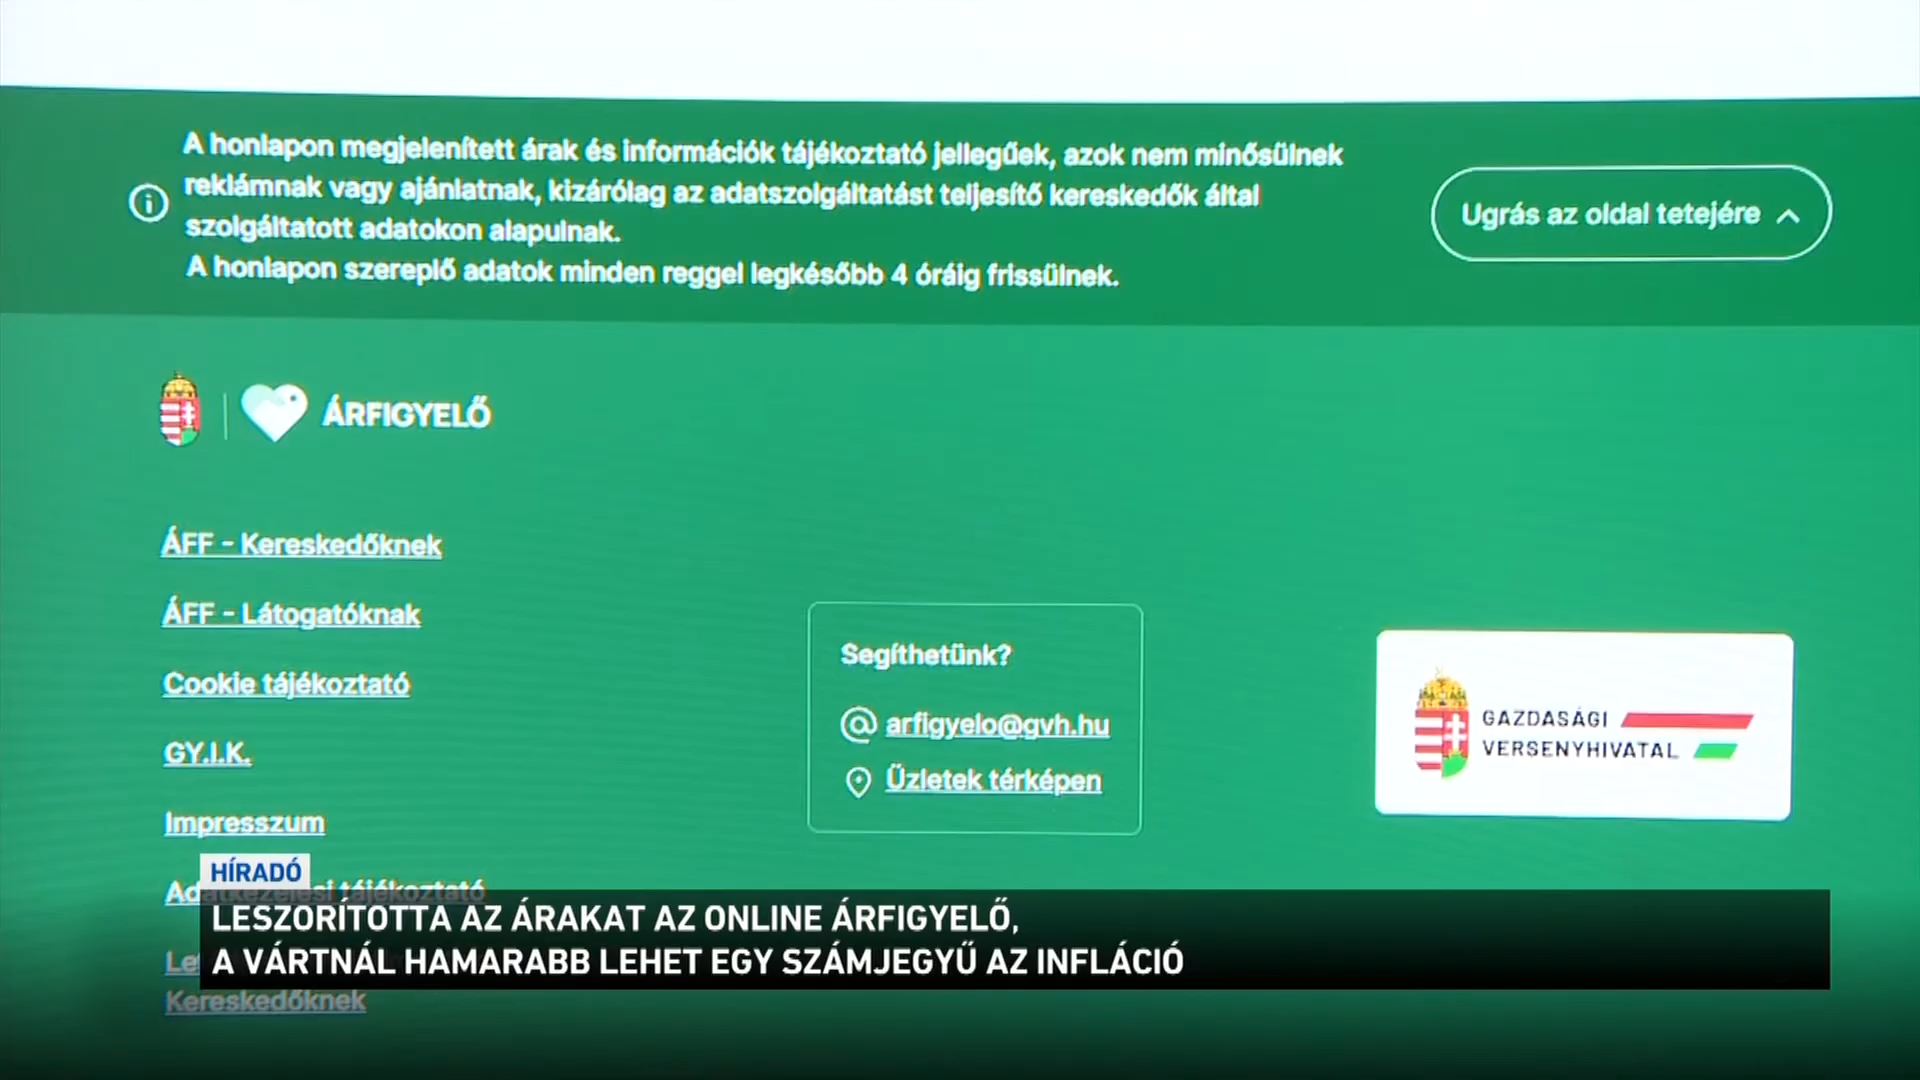 A honlapon megjelenített árak és információk tájékoztató jellegűek, azok nem minősülnek
reklámnak vagy ajánlatnak, kizárólag az adatszolgáltatást teljesítő kereskedők által
szolgáltatott adatokon alapulnak.
A honlapon szereplő adatok minden reggel legkésőbb 4 óráig frissülnek.
Ugrás az oldal tetejére
ÁRFIGYELŐ
ÁFF - Kereskedőknek
ÁFF - Látogatóknak
Cookie tájékoztató
GY.I.K.
Impresszum
Adatkezelési tájékoztató
Kereskedőknek
Segíthetünk?
arfigyelo@gvh.hu
Üzletek térképen
GAZDASÁGI
VERSENYHIVATAL
HÍRADÓ
LESZORÍTOTTA AZ ÁRAKAT AZ ONLINE ÁRFIGYELŐ,
A VÁRTNÁL HAMARABB LEHET EGY SZÁMJEGYŰ AZ INFLÁCIÓ